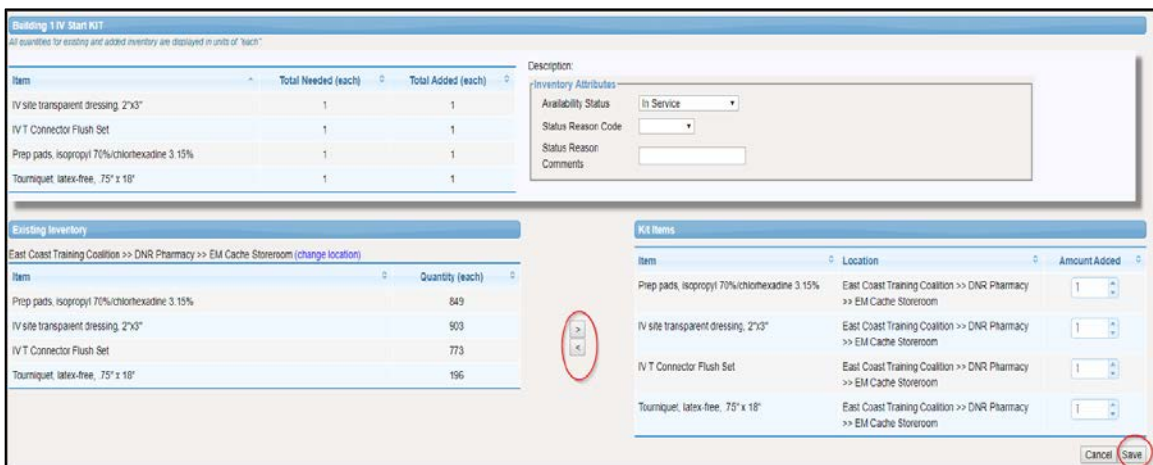 Building 1 IV Start KIT
All quantities for existing and added inventory are displayed in units of "each".
Item Total Needed (each) Total Added (each)
IV site transparent dressing, 2"x3" 1 1
IV T Connector Flush Set 1 1
Prep pads, isopropyl 70%/chlorhexadine 3.15% 1 1
Tourniquet, latex-free, .75" x 18" 1 1
Description:
Inventory Attributes
Availability Status In Service
Status Reason Code
Status Reason
Comments
Existing Inventory
East Coast Training Coalition >> DNR Pharmacy >> EM Cache Storeroom (change location)
Item Quantity (each)
Prep pads, isopropyl 70%/chlorhexadine 3.15% 849
IV site transparent dressing, 2"x3" 903
IV T Connector Flush Set 773
Tourniquet, latex-free, .75" x 18" 196
>
<
Kit Items
Item Location Amount Added
Prep pads, isopropyl 70%/chlorhexadine 3.15% East Coast Training Coalition >> DNR Pharmacy 1
>> EM Cache Storeroom
IV site transparent dressing, 2"x3" East Coast Training Coalition >> DNR Pharmacy 1
>> EM Cache Storeroom
IV T Connector Flush Set East Coast Training Coalition >> DNR Pharmacy 1
>> EM Cache Storeroom
Tourniquet, latex-free, .75" x 18" East Coast Training Coalition >> DNR Pharmacy 1
>> EM Cache Storeroom
Cancel Save